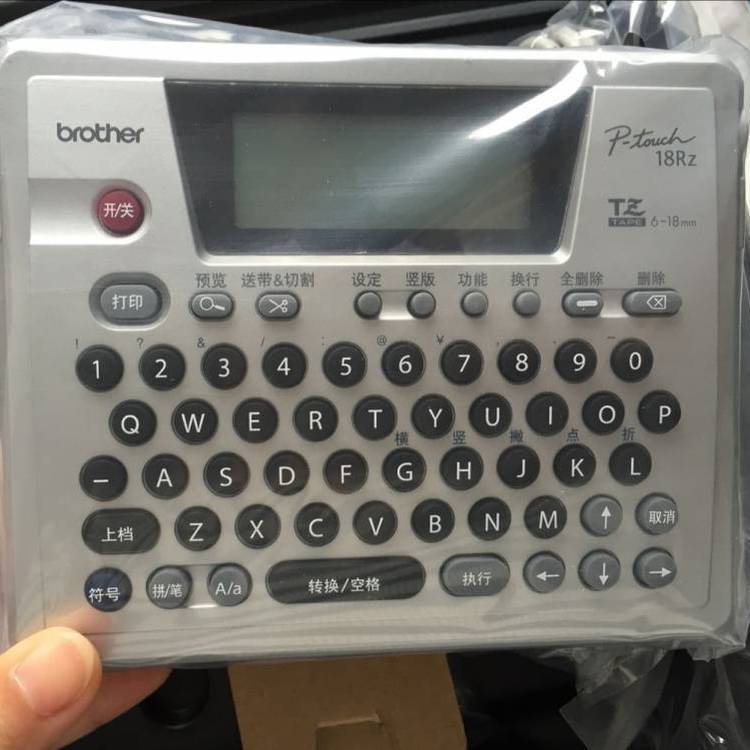 brother
P-touch
18Rz
TZ
TAPE 6-18mm
开/关
预览 送带&切割 设定 竖版 功能 换行 全删除 删除
打印
! ? & / : @ ¥ , . _
1 2 3 4 5 6 7 8 9 0
Q W E R T Y U I O P
横 竖 撇 点 折
– A S D F G H J K L
上档 Z X C V B N M ↑ 取消
符号 拼/笔 A/a 转换/空格 执行 ← ↓ →